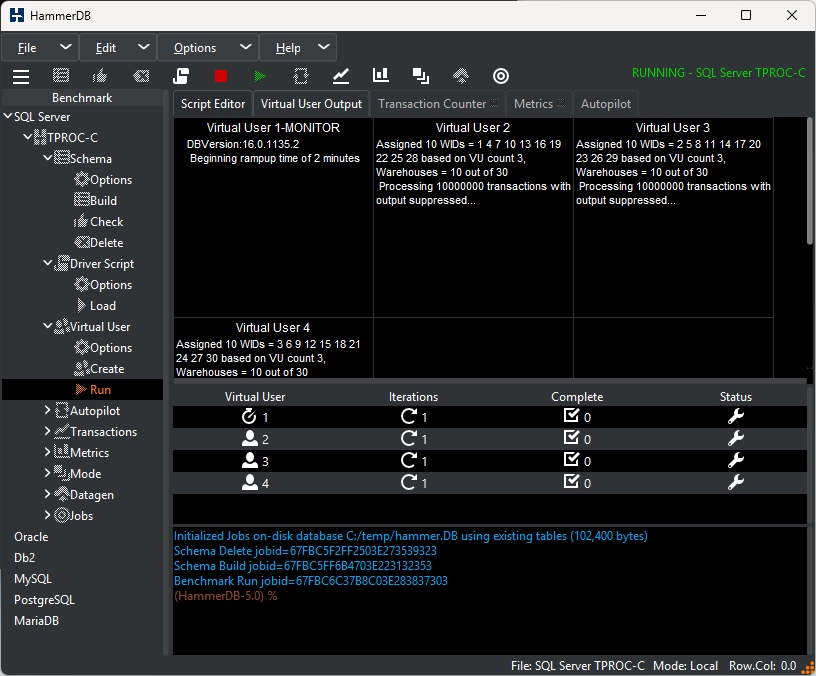 HammerDB
File Edit Options Help
RUNNING - SQL Server TPROC-C
Benchmark
SQL Server
TPROC-C
Schema
Options
Build
Check
Delete
Driver Script
Options
Load
Virtual User
Options
Create
Run
Autopilot
Transactions
Metrics
Mode
Datagen
Jobs
Oracle
Db2
MySQL
PostgreSQL
MariaDB
Script Editor Virtual User Output Transaction Counter Metrics Autopilot
Virtual User 1-MONITOR
DBVersion:16.0.1135.2
Beginning rampup time of 2 minutes
Virtual User 2
Assigned 10 WIDs = 1 4 7 10 13 16 19
22 25 28 based on VU count 3,
Warehouses = 10 out of 30
Processing 10000000 transactions with
output suppressed...
Virtual User 3
Assigned 10 WIDs = 2 5 8 11 14 17 20
23 26 29 based on VU count 3,
Warehouses = 10 out of 30
Processing 10000000 transactions with
output suppressed...
Virtual User 4
Assigned 10 WIDs = 3 6 9 12 15 18 21
24 27 30 based on VU count 3,
Warehouses = 10 out of 30
Virtual User Iterations Complete Status
1 1 0
2 1 0
3 1 0
4 1 0
Initialized Jobs on-disk database C:/temp/hammer.DB using existing tables (102,400 bytes)
Schema Delete jobid=67FBC5F2FF2503E273539323
Schema Build jobid=67FBC5FF6B4703E223132353
Benchmark Run jobid=67FBC6C37B8C03E283837303
(HammerDB-5.0) %
File: SQL Server TPROC-C Mode: Local Row.Col: 0.0